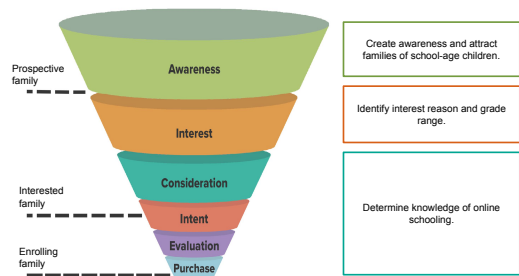 Create awareness and attract
families of school-age children.
Prospective
family
Awareness
Identify interest reason and grade
range.
Interest
Consideration
Interested
family
Determine knowledge of online
schooling.
Intent
Evaluation
Enrolling
family
Purchase